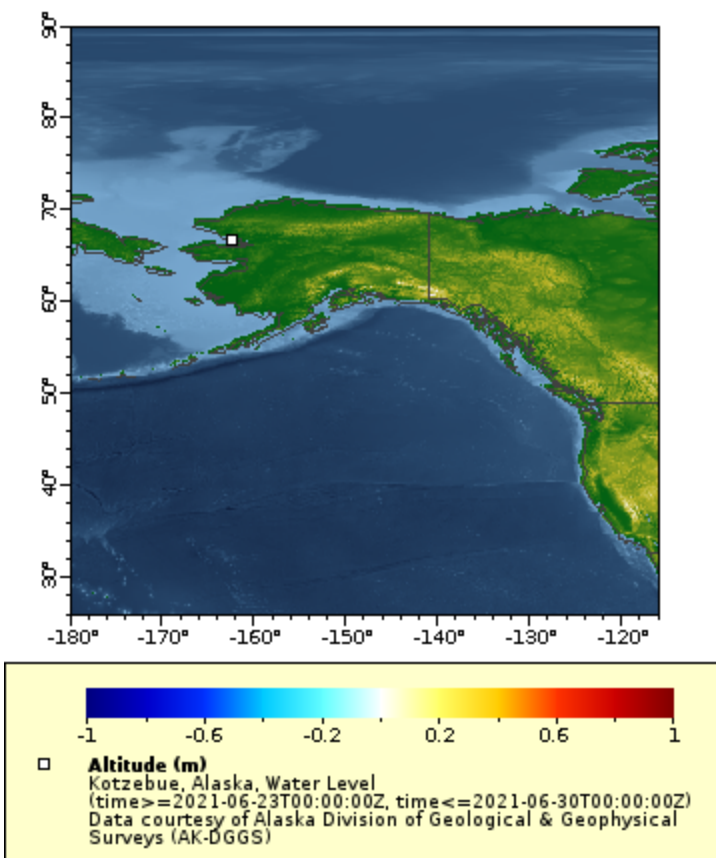 90°
80°
70°
60°
50°
40°
30°
-180° -170° -160° -150° -140° -130° -120°
-1 -0.6 -0.2 0.2 0.6 1
Altitude (m)
Kotzebue, Alaska, Water Level
(time>=2021-06-23T00:00:00Z, time<=2021-06-30T00:00:00Z)
Data courtesy of Alaska Division of Geological & Geophysical
Surveys (AK-DGGS)